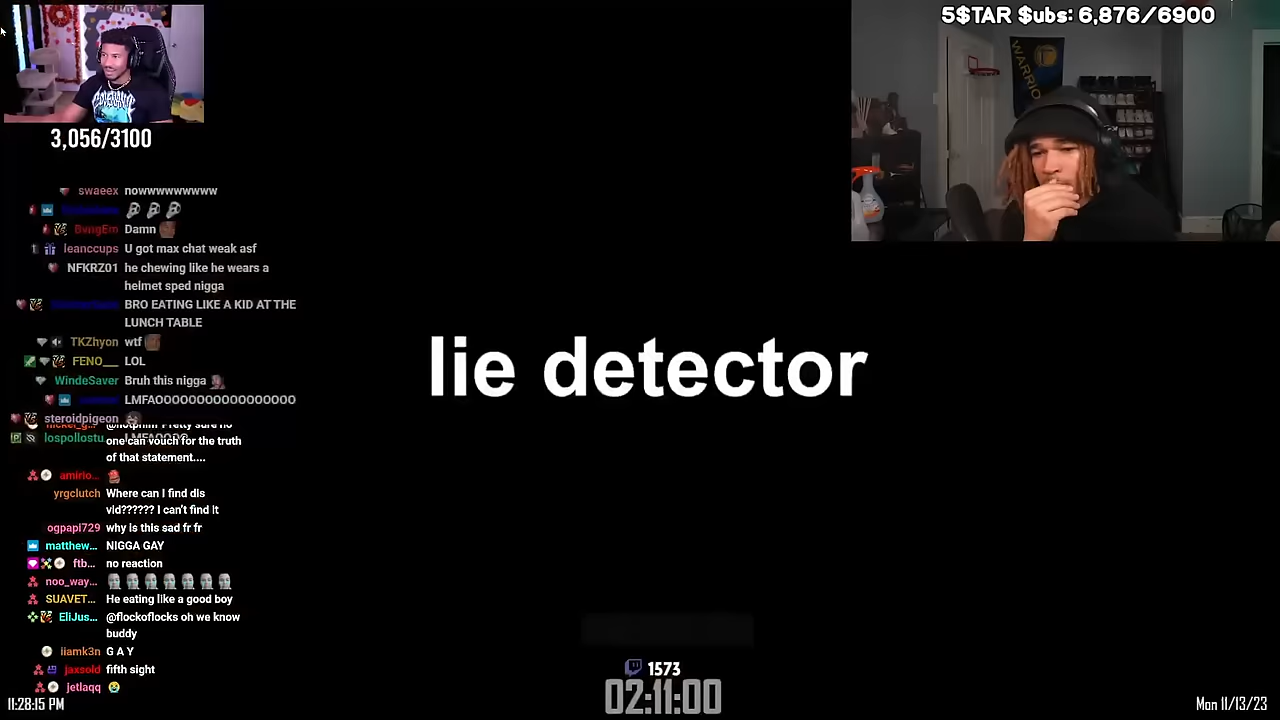 5$TAR $ubs: 6,876/6900
WARRIO
3,056/3100
swaeex nowwwwwwwww
BvngEm Damn
leanccups U got max chat weak asf
NFKRZ01 he chewing like he wears a
helmet sped nigga
BRO EATING LIKE A KID AT THE
LUNCH TABLE
TKZhyon wtf
FENO___ LOL
WindeSaver Bruh this nigga
LMFAOOOOOOOOOOOOOOOOO
steroidpigeon
lospollostu
one can vouch for the truth
of that statement....
amirio...
yrgclutch Where can I find dis
vid?????? I can't find it
ogpapi729 why is this sad fr fr
matthew... NIGGA GAY
ftb... no reaction
noo_way...
SUAVET... He eating like a good boy
EliJus... @flockoflocks oh we know
buddy
iiamk3n G A Y
jaxsold fifth sight
jetlaqq
lie detector
1573
02:11:00
11:28:15 PM
Mon 11/13/23